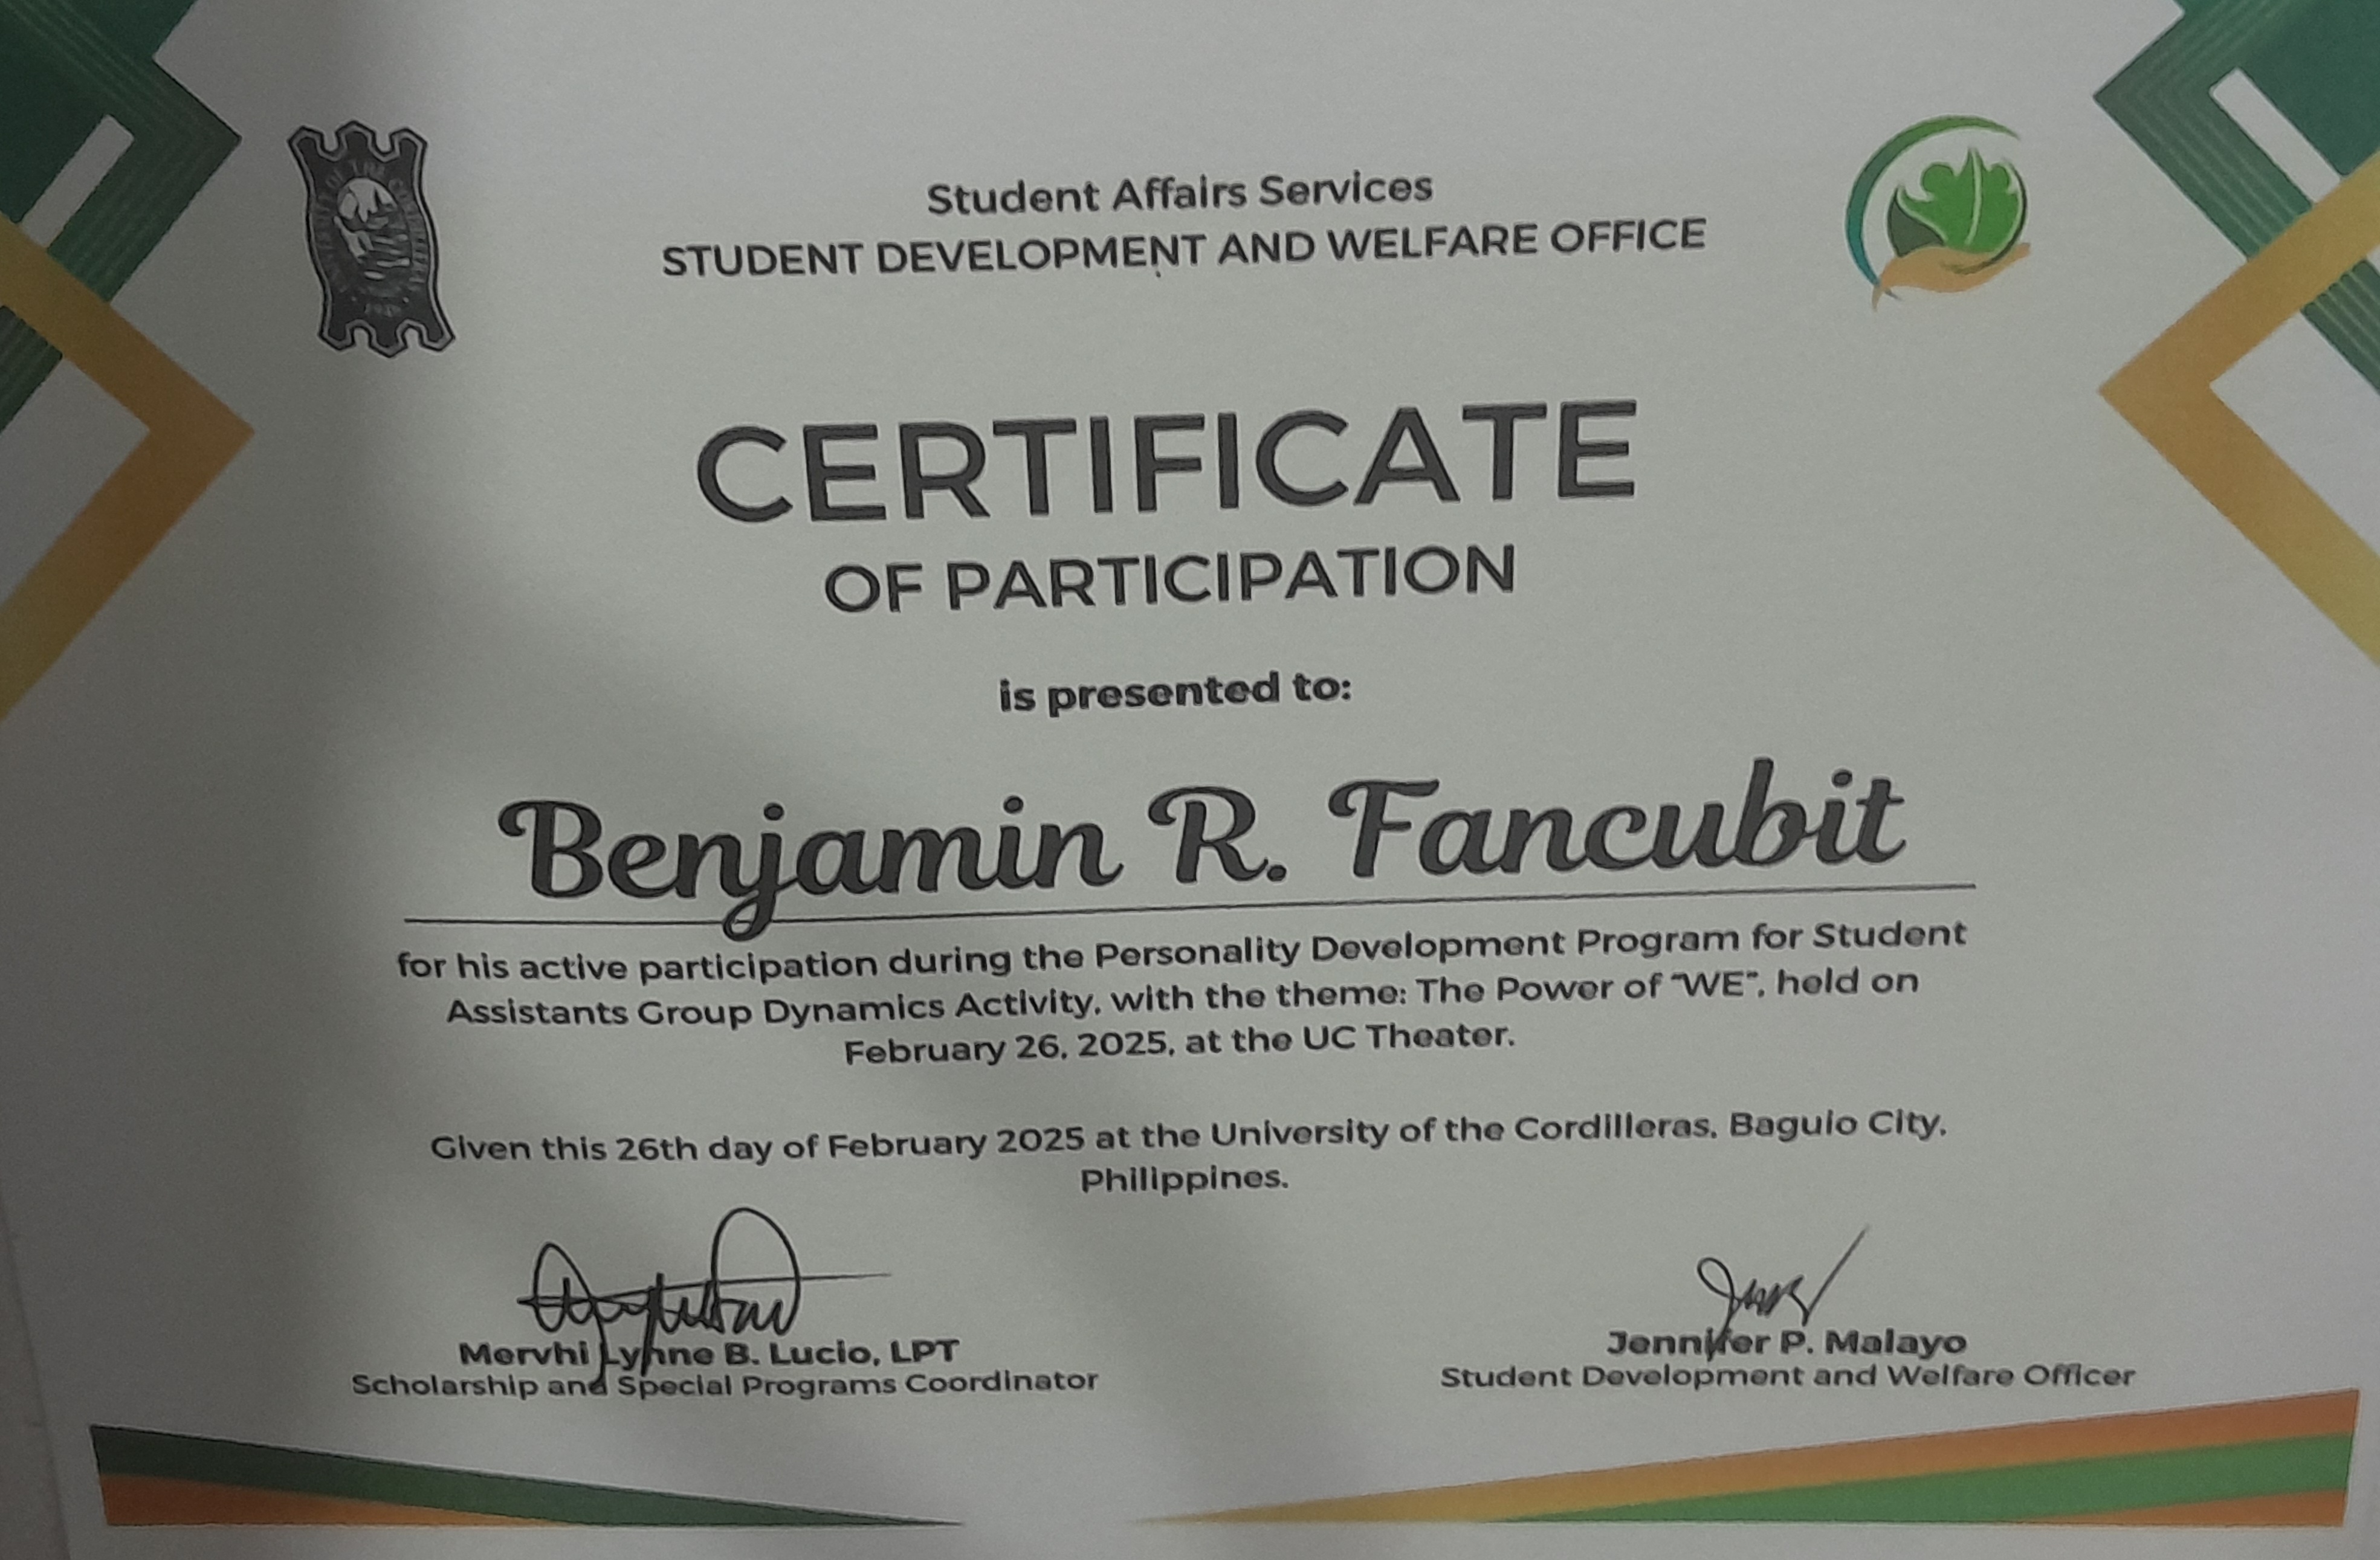 Student Affairs Services
STUDENT DEVELOPMENT AND WELFARE OFFICE
CERTIFICATE
OF PARTICIPATION
is presented to:
Benjamin R. Fancubit
for his active participation during the Personality Development Program for Student
Assistants Group Dynamics Activity, with the theme: The Power of "WE", held on
February 26, 2025, at the UC Theater.
Given this 26th day of February 2025 at the University of the Cordilleras, Baguio City,
Philippines.
Mervhi Lynne B. Lucio, LPT
Scholarship and Special Programs Coordinator
Jennifer P. Malayo
Student Development and Welfare Officer